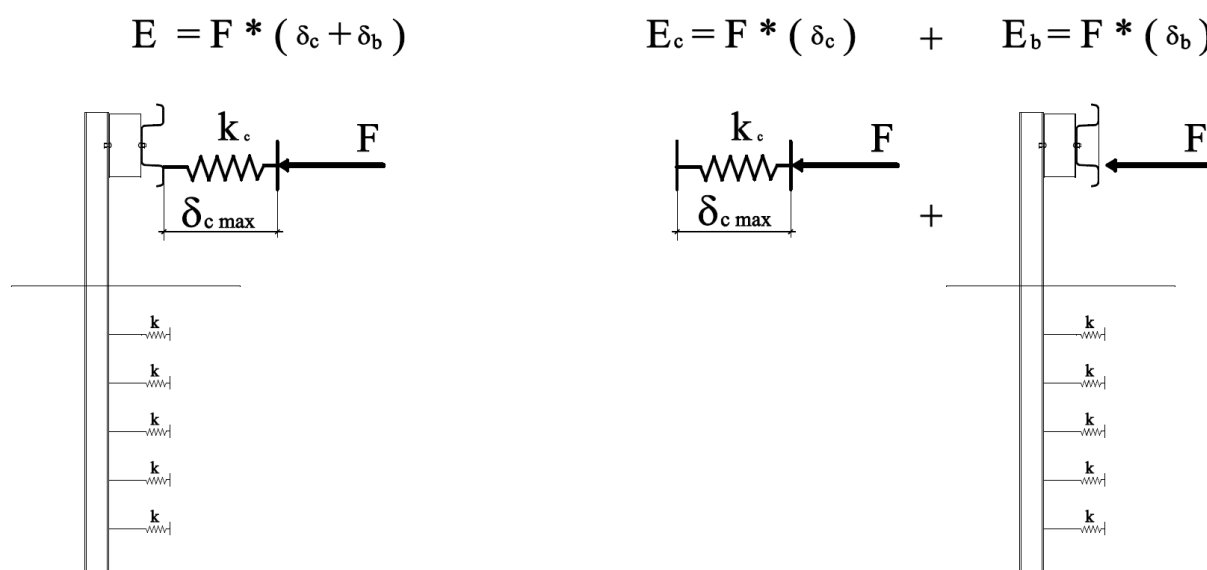 E = F * ( δc + δb )
Ec = F * ( δc ) + Eb = F * ( δb )
kc
F
δc max
kc
F
δc max
+
F
k
k
k
k
k
k
k
k
k
k